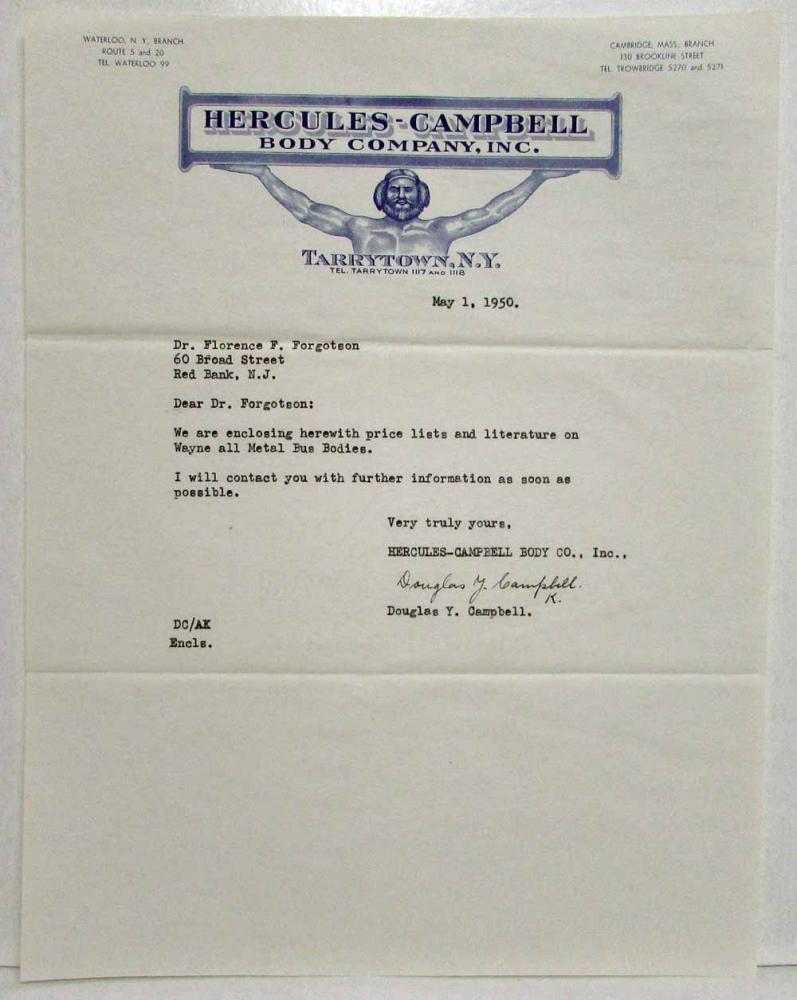 WATERLOO, N. Y., BRANCH
ROUTE 5 and 20
TEL. WATERLOO 99
CAMBRIDGE, MASS., BRANCH
130 BROOKLINE STREET
TEL. TROWBRIDGE 5270 and 5271
HERCULES-CAMPBELL
BODY COMPANY, INC.
TARRYTOWN, N.Y.
TEL. TARRYTOWN 1117 AND 1118
May 1, 1950.
Dr. Florence F. Forgotson
60 Broad Street
Red Bank, N.J.
Dear Dr. Forgotson:
We are enclosing herewith price lists and literature on
Wayne all Metal Bus Bodies.
I will contact you with further information as soon as
possible.
Very truly yours,
HERCULES-CAMPBELL BODY CO., Inc.,
Douglas Y. Campbell.
K.
Douglas Y. Campbell.
DC/AK
Encls.